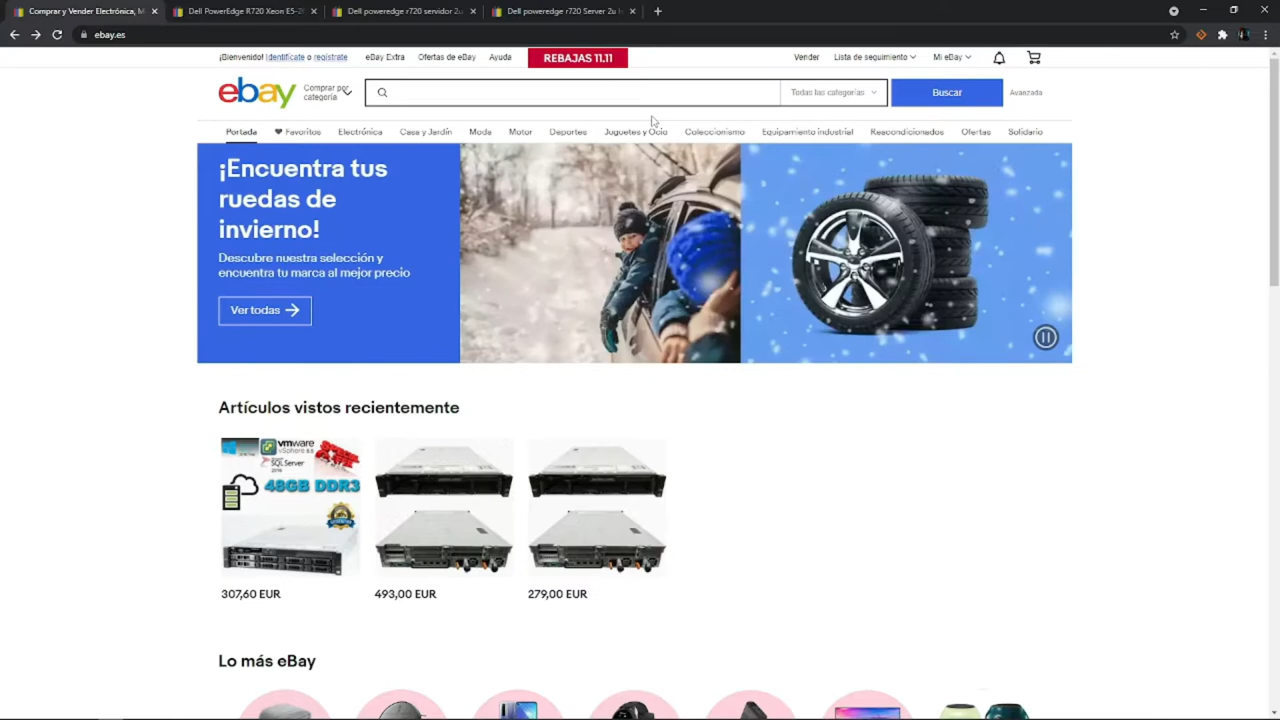 Comprar y Vender Electrónica, M
Dell PowerEdge R720 Xeon E5-2
Dell poweredge r720 servidor 2u
Dell poweredge r720 Server 2u
ebay.es
¡Bienvenido! Identifícate o regístrate
eBay Extra
Ofertas de eBay
Ayuda
REBAJAS 11.11
Vender
Lista de seguimiento
Mi eBay
ebay
Comprar por
categoría
Todas las categorías
Buscar
Avanzada
Portada
Favoritos
Electrónica
Casa y Jardín
Moda
Motor
Deportes
Juguetes y Ocio
Coleccionismo
Equipamiento industrial
Reacondicionados
Ofertas
Solidario
¡Encuentra tus
ruedas de
invierno!
Descubre nuestra selección y
encuentra tu marca al mejor precio
Ver todas
Artículos vistos recientemente
vmware
vSphere
SQL Server
48GB DDR3
307,60 EUR
493,00 EUR
279,00 EUR
Lo más eBay